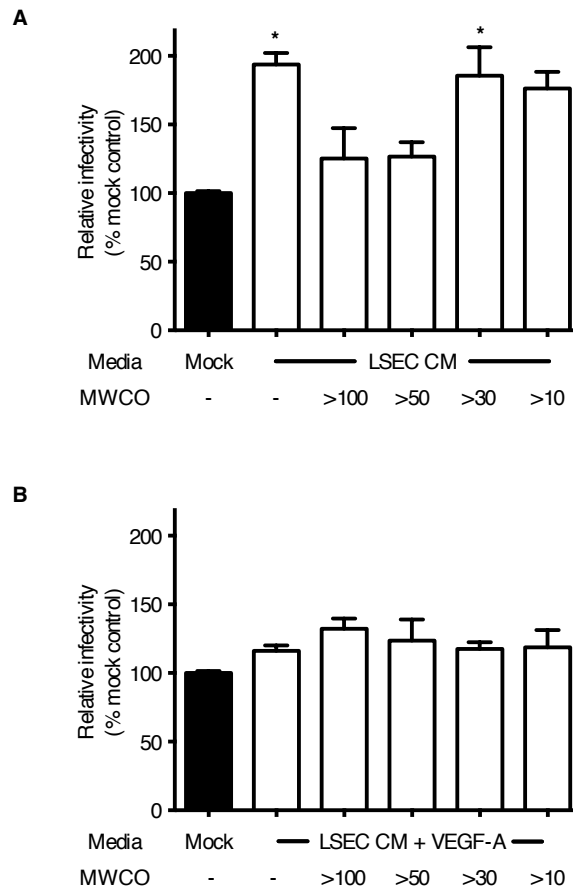 A
Relative infectivity
(% mock control)
200
150
100
50
0
Media Mock LSEC CM
MWCO - - >100 >50 >30 >10
* *
B
Relative infectivity
(% mock control)
200
150
100
50
0
Media Mock LSEC CM + VEGF-A
MWCO - - >100 >50 >30 >10